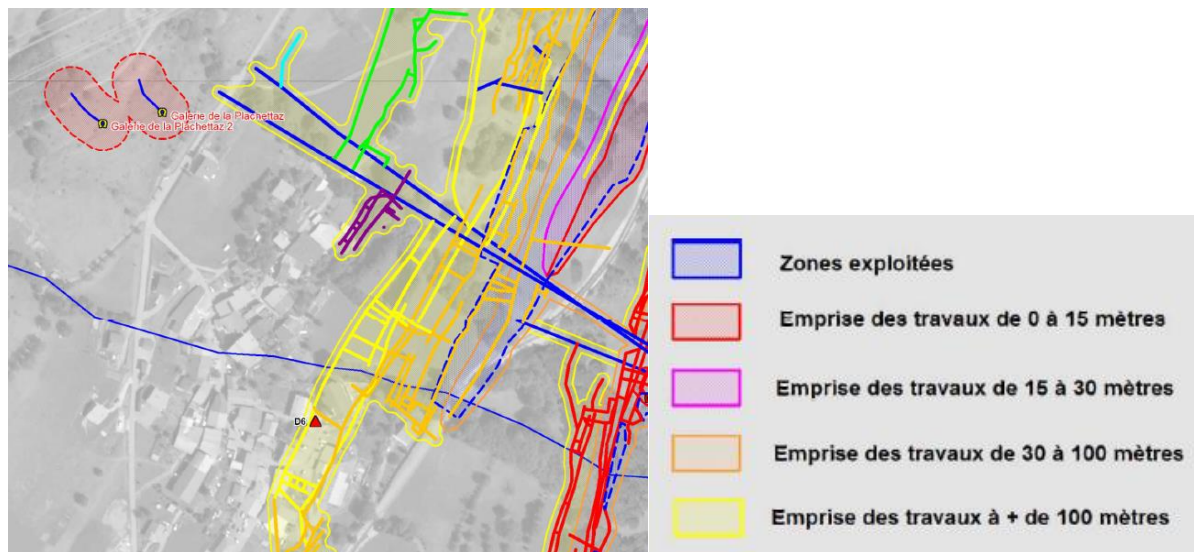 Galerie de la Plachettaz
Galerie de la Plachettaz 2
D6
Zones exploitées
Emprise des travaux de 0 à 15 mètres
Emprise des travaux de 15 à 30 mètres
Emprise des travaux de 30 à 100 mètres
Emprise des travaux à + de 100 mètres